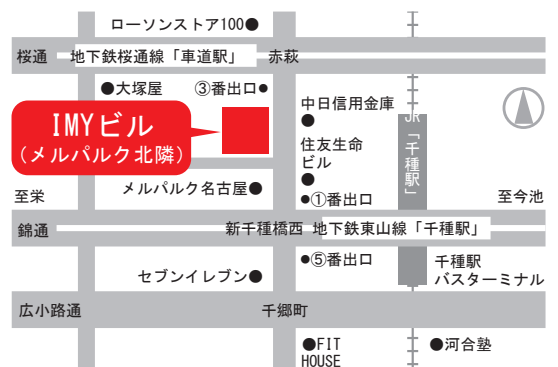 ローソンストア100●
桜通
地下鉄桜通線「車道駅」
赤萩
●大塚屋
③番出口●
中日信用金庫
●
IMYビル
(メルパルク北隣)
JR「千種駅」
住友生命
ビル
●
メルパルク名古屋●
●①番出口
至栄
至今池
錦通
新千種橋西
地下鉄東山線「千種駅」
●⑤番出口
千種駅
バスターミナル
セブンイレブン●
広小路通
千郷町
●FIT
HOUSE
●河合塾